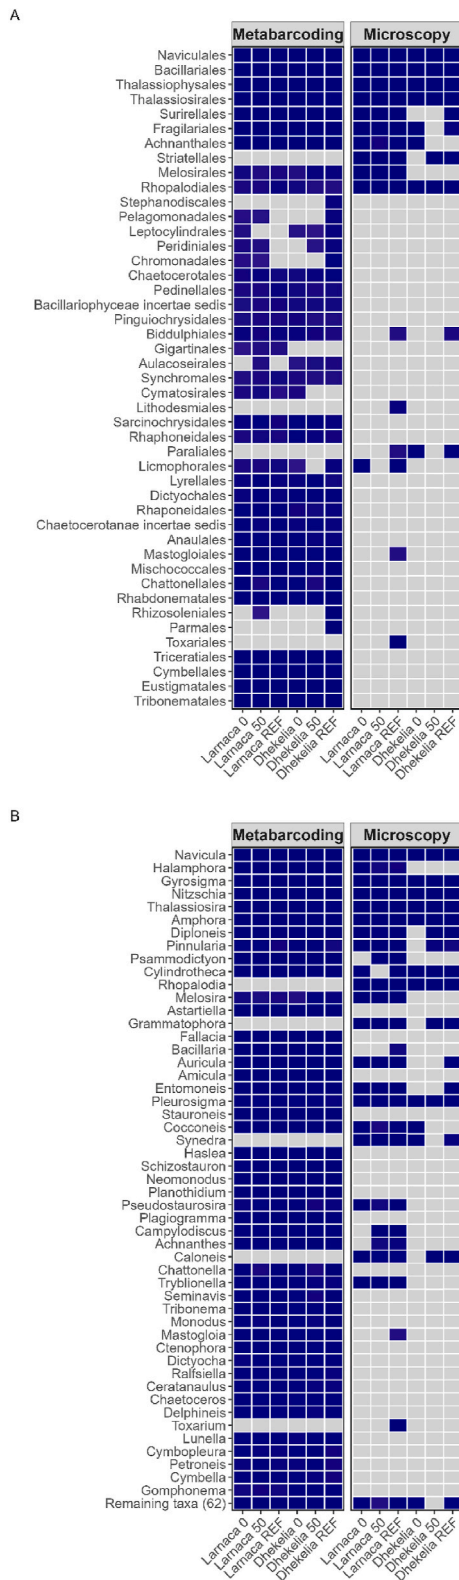 A
Metabarcoding Microscopy
Naviculales
Bacillariales
Thalassiophysales
Thalassiosirales
Surirellales
Fragilariales
Achnanthales
Striatellales
Melosirales
Rhopalodiales
Stephanodiscales
Pelagomonadales
Leptocylindrales
Peridiniales
Chromonadales
Chaetocerotales
Pedinellales
Bacillariophyceae incertae sedis
Pinguiochrysidales
Biddulphiales
Gigartinales
Aulacoseirales
Synchromales
Cymatosirales
Lithodesmiales
Sarcinochrysidales
Rhaphoneidales
Paraliales
Licmophorales
Lyrellales
Dictyochales
Rhaponeidales
Chaetocerotanae incertae sedis
Anaulales
Mastogloiales
Mischococcales
Chattonellales
Rhabdonematales
Rhizosoleniales
Parmales
Toxariales
Triceratiales
Cymbellales
Eustigmatales
Tribonematales
Larnaca 0 Larnaca 50 Larnaca REF Dhekelia 0 Dhekelia 50 Dhekelia REF Larnaca 0 Larnaca 50 Larnaca REF Dhekelia 0 Dhekelia 50 Dhekelia REF
B
Metabarcoding Microscopy
Navicula
Halamphora
Gyrosigma
Nitzschia
Thalassiosira
Amphora
Diploneis
Pinnularia
Psammodictyon
Cylindrotheca
Rhopalodia
Melosira
Astartiella
Grammatophora
Fallacia
Bacillaria
Auricula
Amicula
Entomoneis
Pleurosigma
Stauroneis
Cocconeis
Synedra
Haslea
Schizostauron
Neomonodus
Planothidium
Pseudostaurosira
Plagiogramma
Campylodiscus
Achnanthes
Caloneis
Chattonella
Tryblionella
Seminavis
Tribonema
Monodus
Mastogloia
Ctenophora
Dictyocha
Ralfsiella
Ceratanaulus
Chaetoceros
Delphineis
Toxarium
Lunella
Cymbopleura
Petroneis
Cymbella
Gomphonema
Remaining taxa (62)
Larnaca 0 Larnaca 50 Larnaca REF Dhekelia 0 Dhekelia 50 Dhekelia REF Larnaca 0 Larnaca 50 Larnaca REF Dhekelia 0 Dhekelia 50 Dhekelia REF